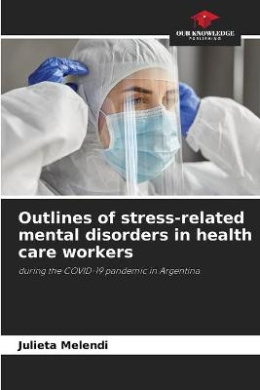 OUR KNOWLEDGE
PUBLISHING
Outlines of stress-related
mental disorders in health
care workers
during the COVID-19 pandemic in Argentina
Julieta Melendi